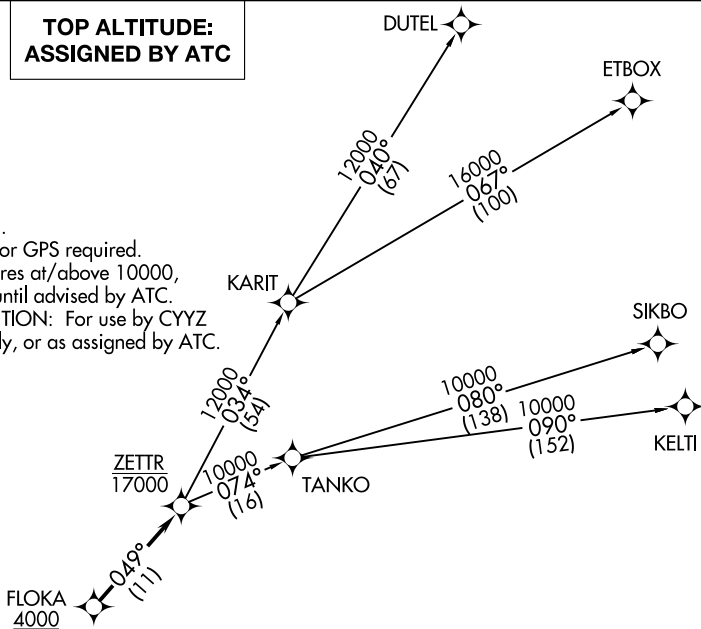 TOP ALTITUDE:
ASSIGNED BY ATC
DUTEL
ETBOX
12000
040°
(67)
16000
067°
(100)
.
or GPS required.
res at/above 10000,
until advised by ATC.
TION: For use by CYYZ
ly, or as assigned by ATC.
KARIT
SIKBO
12000
034°
(54)
10000
080°
(138)
10000
090°
(152)
KELTI
ZETTR
17000
10000
074°
(16)
TANKO
049°
(11)
FLOKA
4000